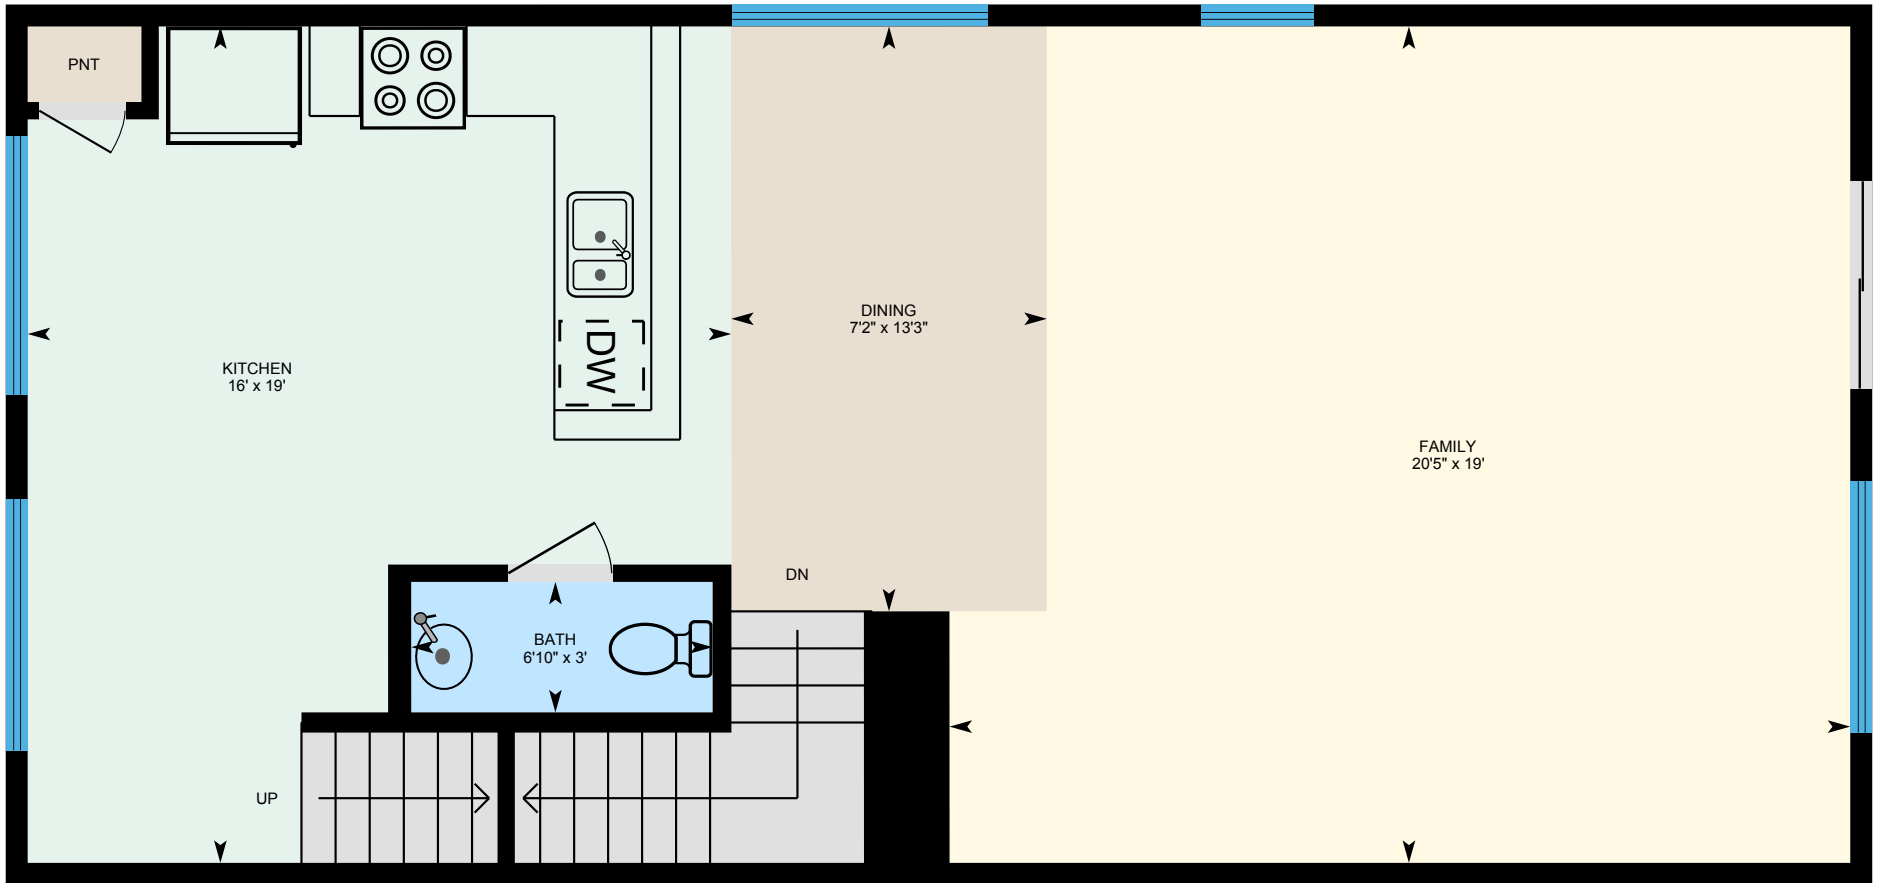 PNT
DINING
7'2" x 13'3"
DW
KITCHEN
16' x 19'
FAMILY
20'5" x 19'
DN
BATH
6'10" x 3'
UP